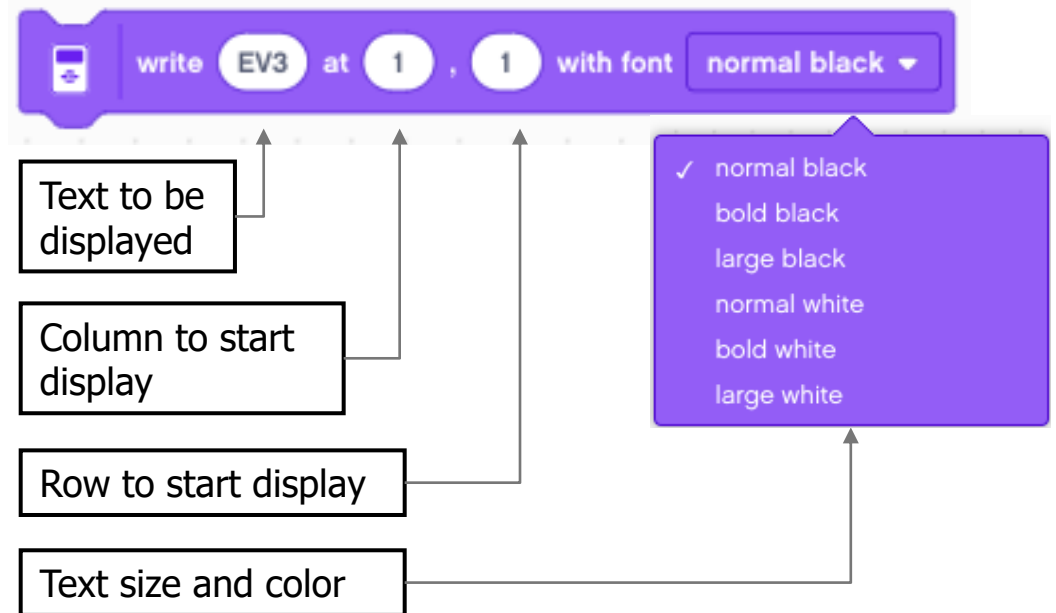 write EV3 at 1 , 1 with font normal black
✓ normal black
bold black
large black
normal white
bold white
large white
Text to be
displayed
Column to start
display
Row to start display
Text size and color